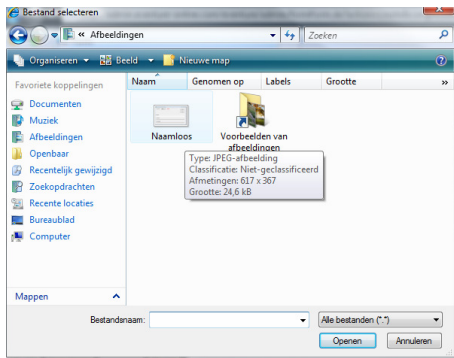 Bestand selecteren
« Afbeeldingen
Zoeken
Organiseren Beeld Nieuwe map
Favoriete koppelingen
Naam Genomen op Labels Grootte »
Documenten
Muziek
Afbeeldingen
Openbaar
Recentelijk gewijzigd
Zoekopdrachten
Recente locaties
Bureaublad
Computer
Naamloos
Voorbeelden van
afbeeldingen
Type: JPEG-afbeelding
Classificatie: Niet-geclassificeerd
Afmetingen: 617 x 367
Grootte: 24,6 kB
Mappen
Bestandsnaam:
Alle bestanden (*.*)
Openen Annuleren